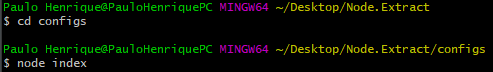 Paulo Henrique@PauloHenriquePC MINGW64 ~/Desktop/Node.Extract
$ cd configs
Paulo Henrique@PauloHenriquePC MINGW64 ~/Desktop/Node.Extract/configs
$ node index